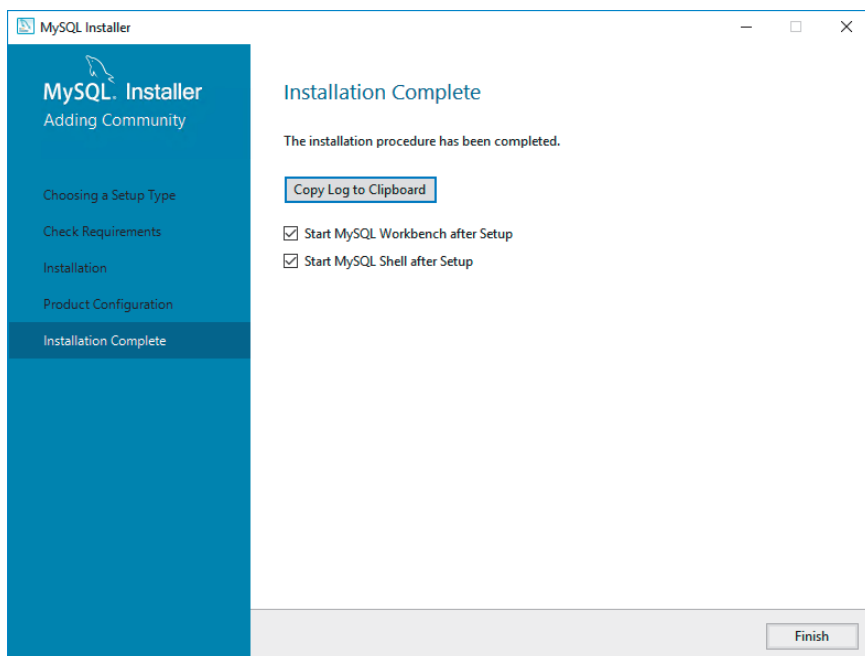 MySQL Installer
MySQL. Installer
Adding Community
Choosing a Setup Type
Check Requirements
Installation
Product Configuration
Installation Complete
Installation Complete
The installation procedure has been completed.
Copy Log to Clipboard
Start MySQL Workbench after Setup
Start MySQL Shell after Setup
Finish